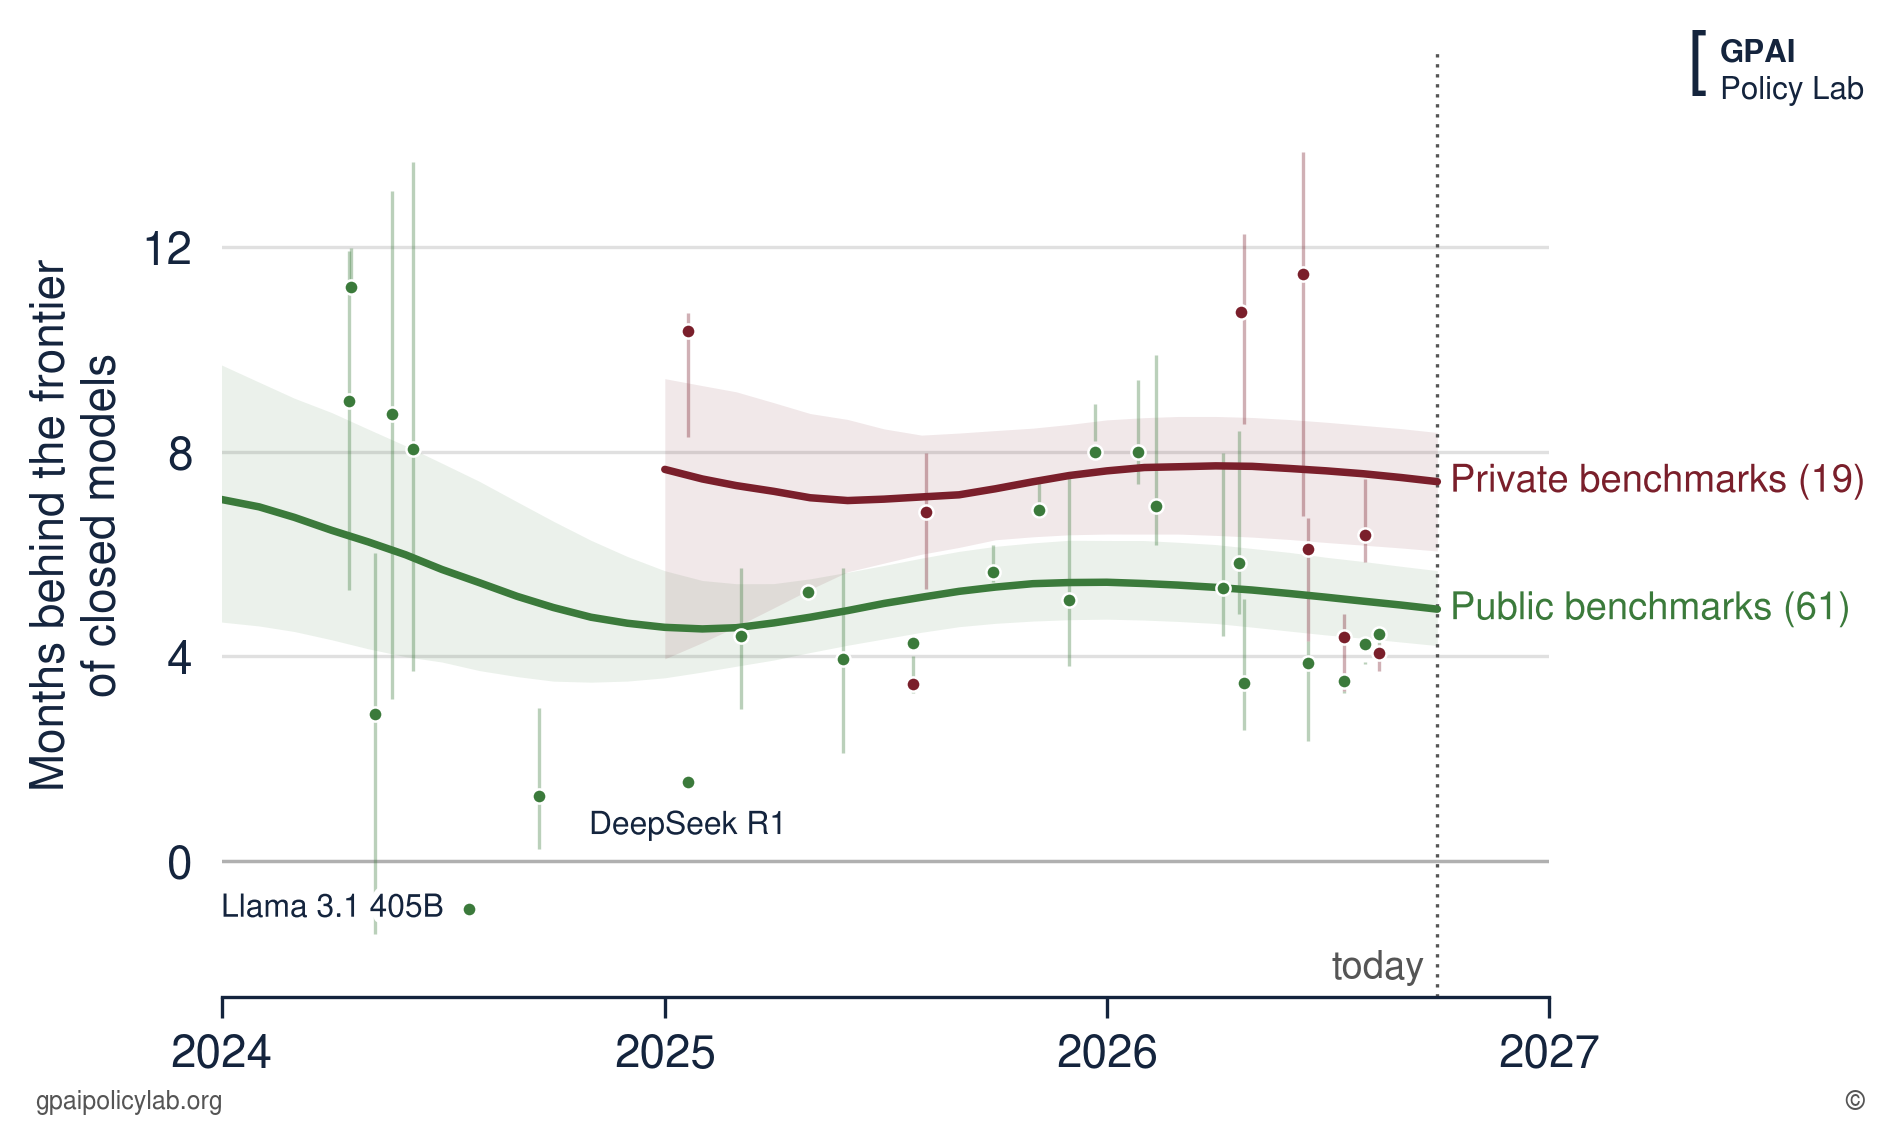 GPAI
Policy Lab
Months behind the frontier
of closed models
12
8
4
0
Private benchmarks (19)
Public benchmarks (61)
DeepSeek R1
Llama 3.1 405B
today
2024
2025
2026
2027
gpaipolicylab.org
©